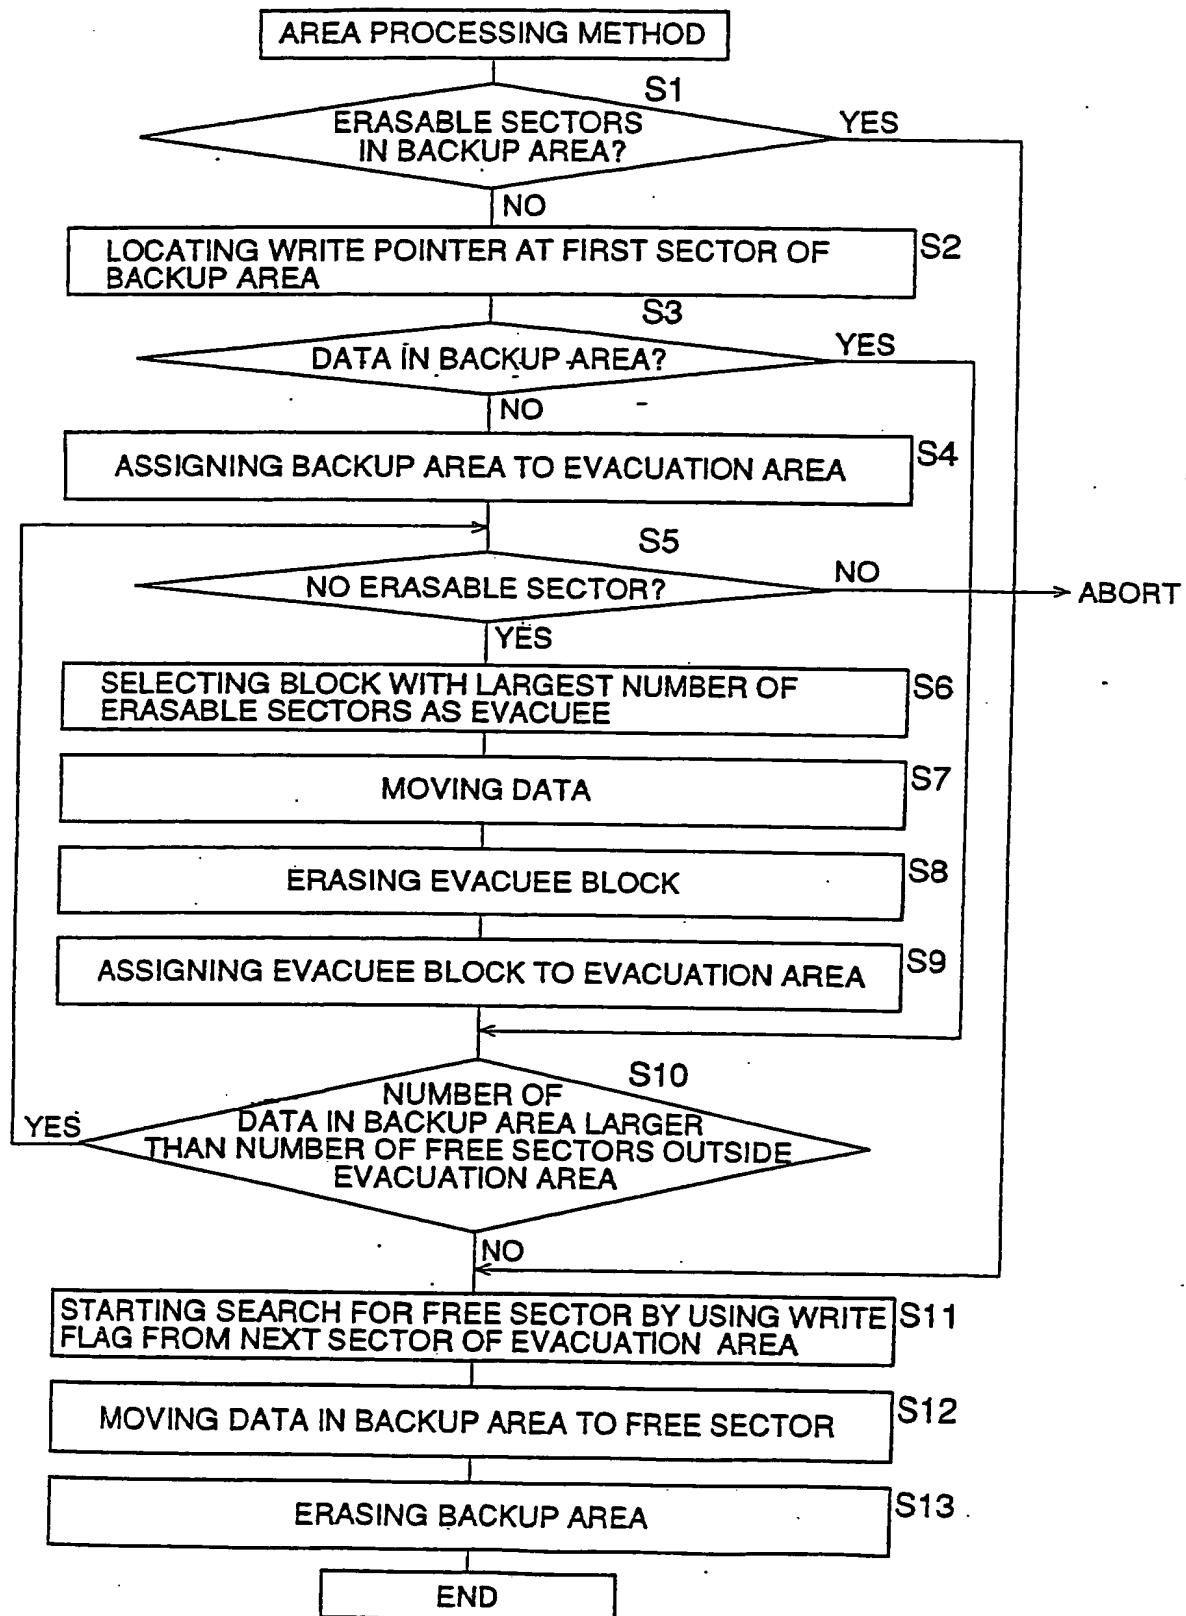 AREA PROCESSING METHOD
S1
ERASABLE SECTORS
IN BACKUP AREA?
YES
NO
LOCATING WRITE POINTER AT FIRST SECTOR OF
BACKUP AREA
S2
S3
DATA IN BACKUP AREA?
YES
NO
ASSIGNING BACKUP AREA TO EVACUATION AREA
S4
S5
NO ERASABLE SECTOR?
NO
ABORT
YES
SELECTING BLOCK WITH LARGEST NUMBER OF
ERASABLE SECTORS AS EVACUEE
S6
MOVING DATA
S7
ERASING EVACUEE BLOCK
S8
ASSIGNING EVACUEE BLOCK TO EVACUATION AREA
S9
S10
NUMBER OF
DATA IN BACKUP AREA LARGER
THAN NUMBER OF FREE SECTORS OUTSIDE
EVACUATION AREA
YES
NO
STARTING SEARCH FOR FREE SECTOR BY USING WRITE
FLAG FROM NEXT SECTOR OF EVACUATION AREA
S11
MOVING DATA IN BACKUP AREA TO FREE SECTOR
S12
ERASING BACKUP AREA
S13
END